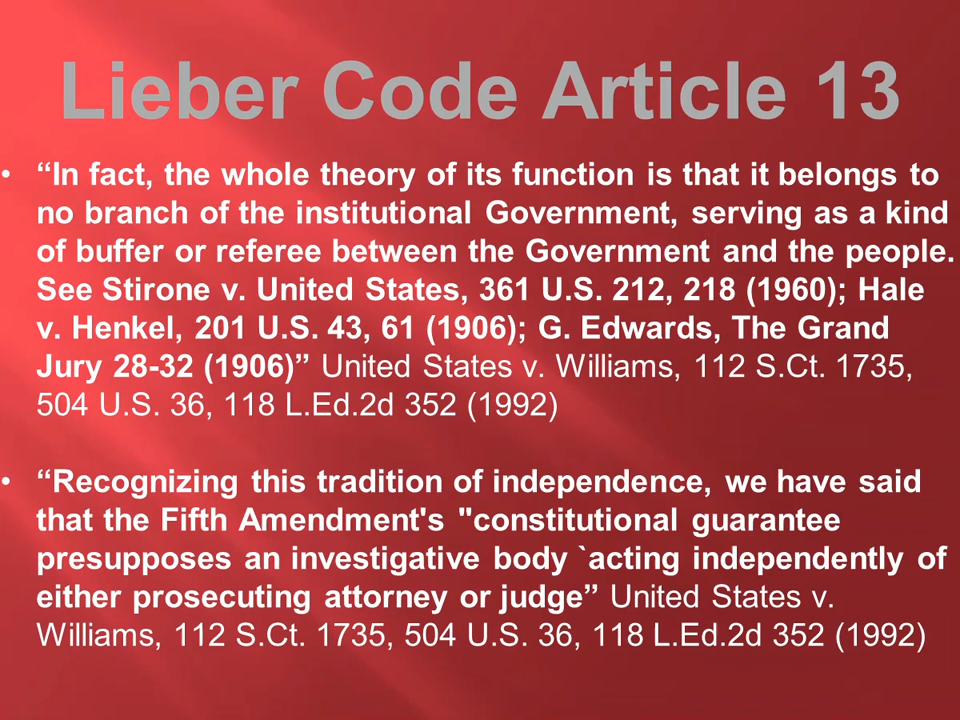 Lieber Code Article 13
• “In fact, the whole theory of its function is that it belongs to
no branch of the institutional Government, serving as a kind
of buffer or referee between the Government and the people.
See Stirone v. United States, 361 U.S. 212, 218 (1960); Hale
v. Henkel, 201 U.S. 43, 61 (1906); G. Edwards, The Grand
Jury 28-32 (1906)” United States v. Williams, 112 S.Ct. 1735,
504 U.S. 36, 118 L.Ed.2d 352 (1992)
• “Recognizing this tradition of independence, we have said
that the Fifth Amendment's "constitutional guarantee
presupposes an investigative body `acting independently of
either prosecuting attorney or judge” United States v.
Williams, 112 S.Ct. 1735, 504 U.S. 36, 118 L.Ed.2d 352 (1992)